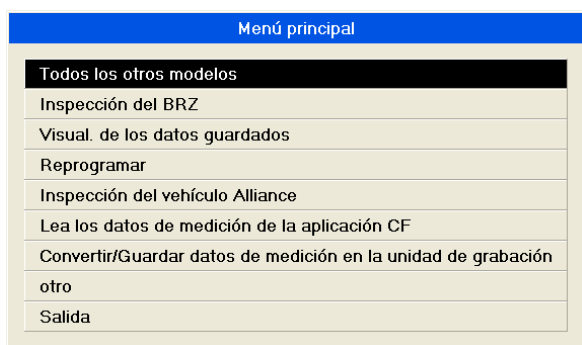 Menú principal
Todos los otros modelos
Inspección del BRZ
Visual. de los datos guardados
Reprogramar
Inspección del vehículo Alliance
Lea los datos de medición de la aplicación CF
Convertir/Guardar datos de medición en la unidad de grabación
otro
Salida